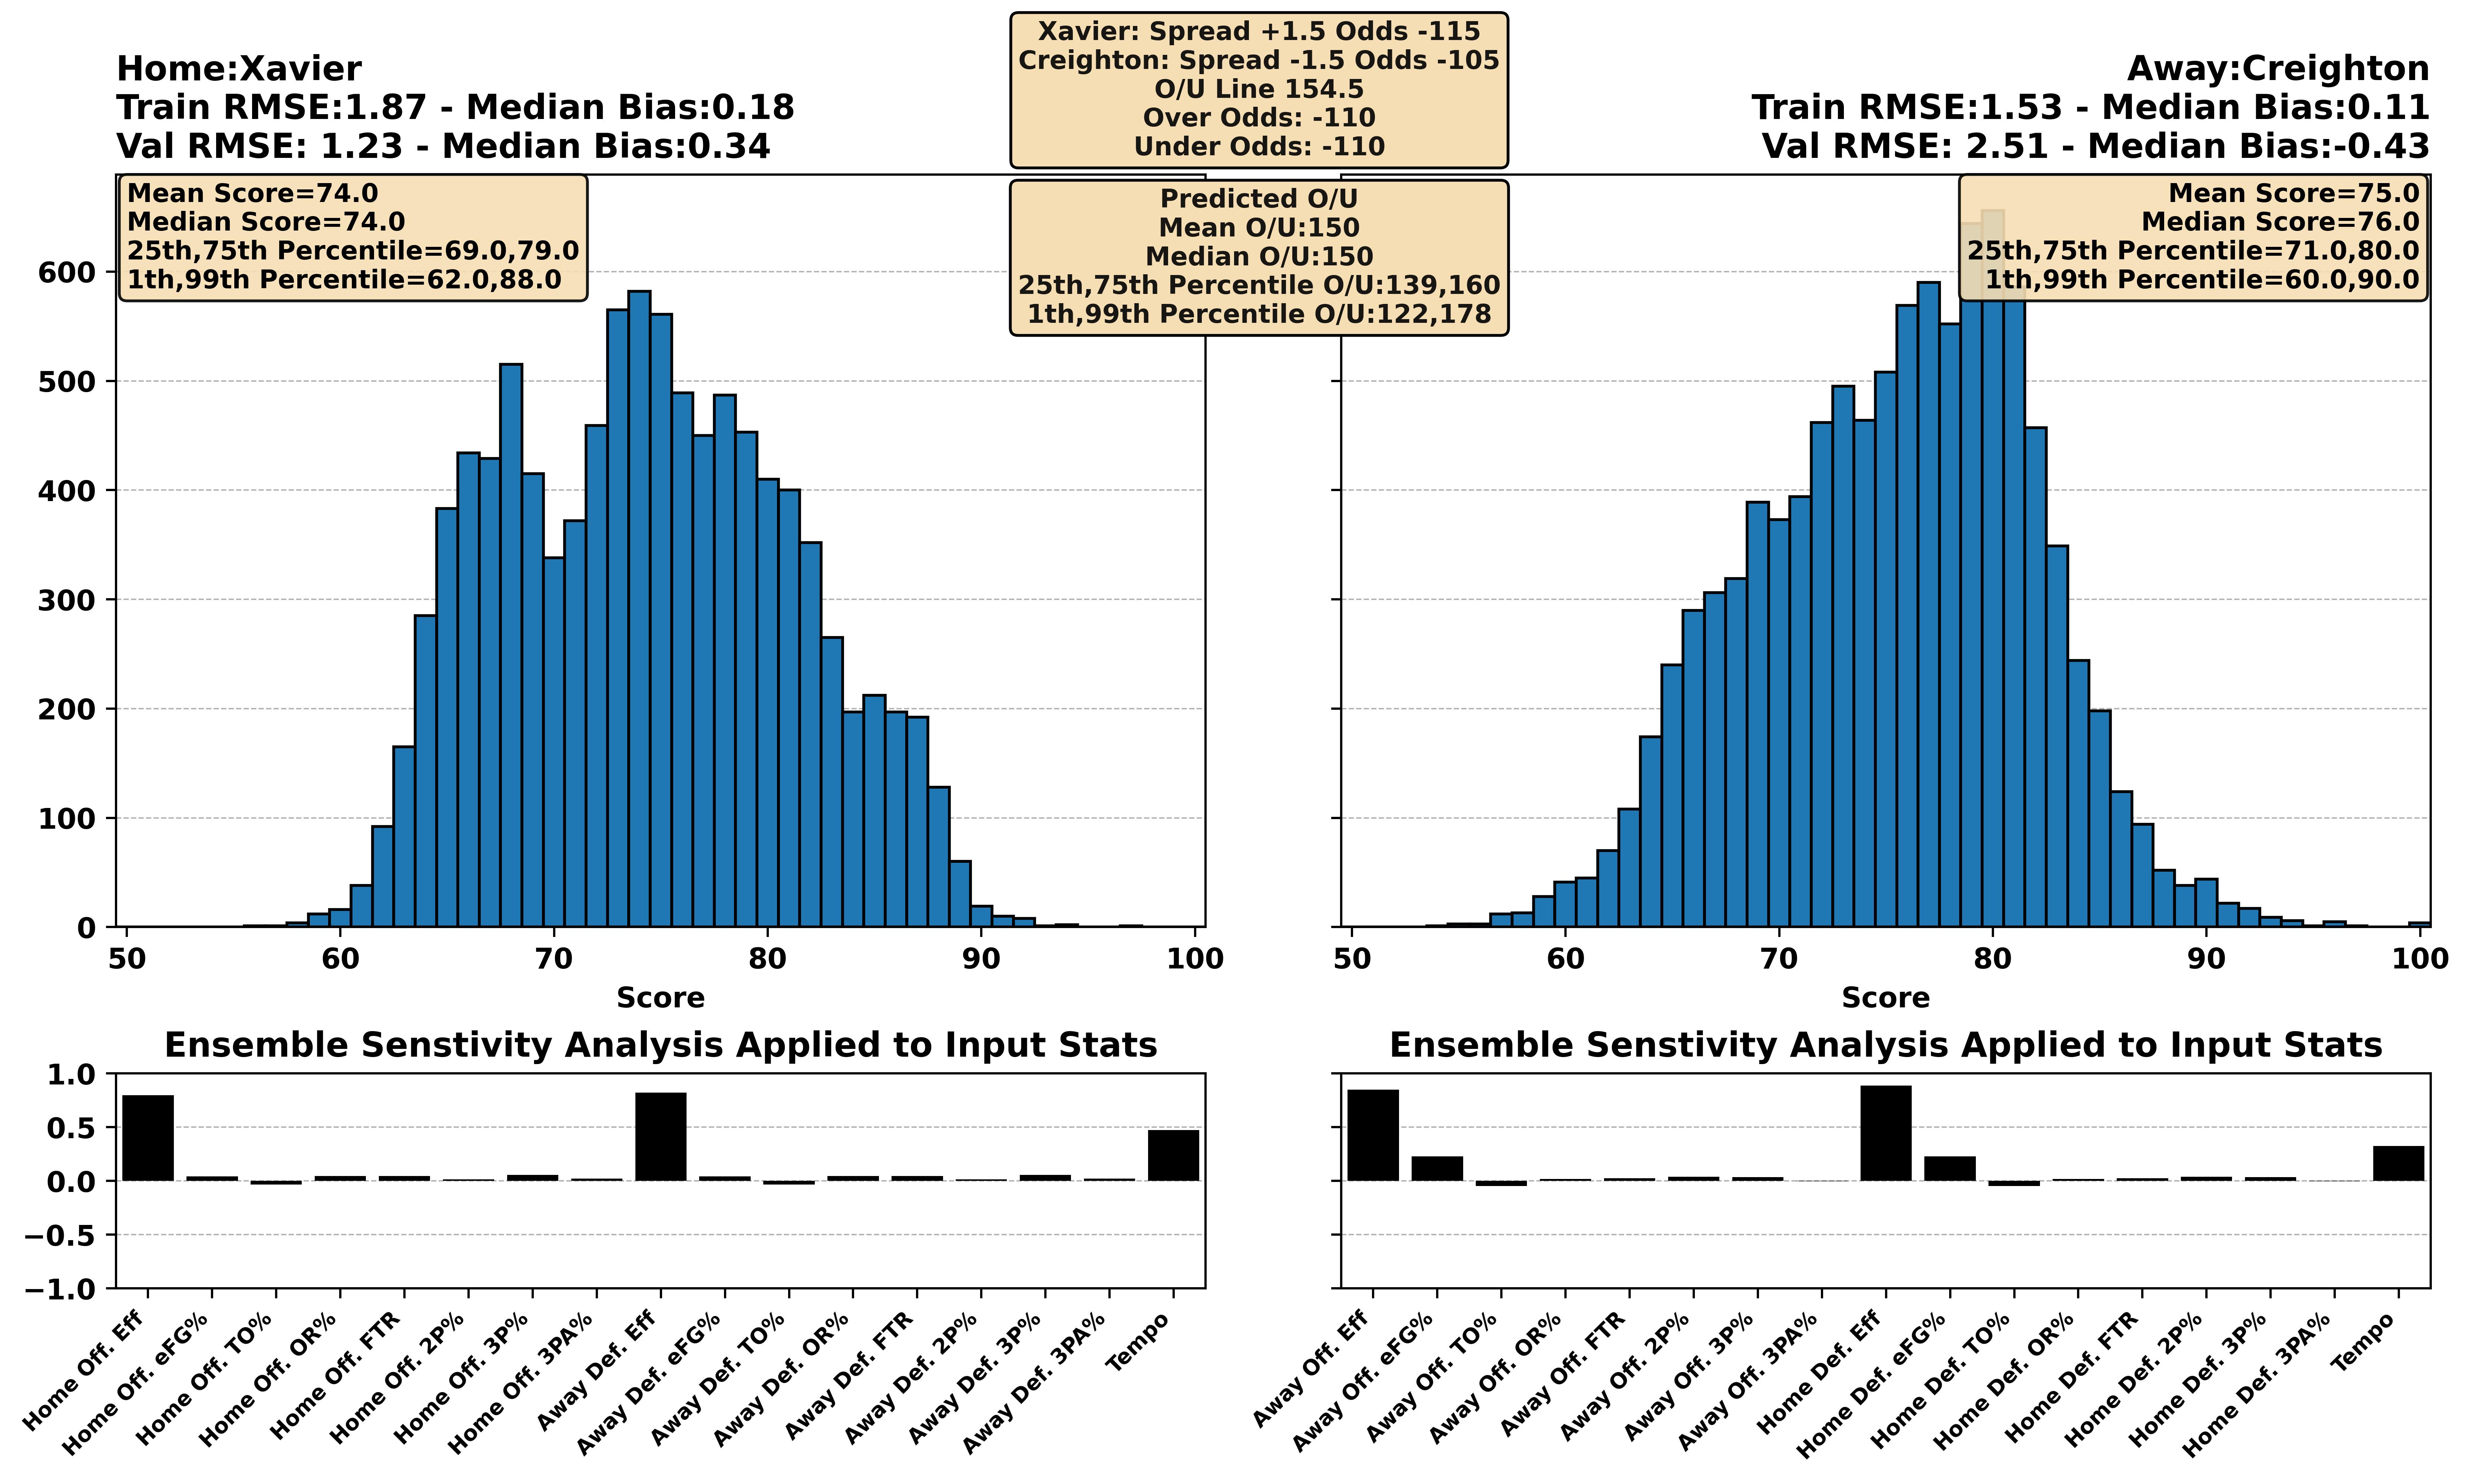 Xavier: Spread +1.5 Odds -115
Creighton: Spread -1.5 Odds -105
O/U Line 154.5
Over Odds: -110
Under Odds: -110
Home:Xavier
Train RMSE:1.87 - Median Bias:0.18
Val RMSE: 1.23 - Median Bias:0.34
Away:Creighton
Train RMSE:1.53 - Median Bias:0.11
Val RMSE: 2.51 - Median Bias:-0.43
Mean Score=74.0
Median Score=74.0
25th,75th Percentile=69.0,79.0
1th,99th Percentile=62.0,88.0
Predicted O/U
Mean O/U:150
Median O/U:150
25th,75th Percentile O/U:139,160
1th,99th Percentile O/U:122,178
Mean Score=75.0
Median Score=76.0
25th,75th Percentile=71.0,80.0
1th,99th Percentile=60.0,90.0
600
500
400
300
200
100
0
50 60 70 80 90 100
Score
50 60 70 80 90 100
Score
Ensemble Senstivity Analysis Applied to Input Stats
1.0
0.5
0.0
−0.5
−1.0
Home Off. Eff
Home Off. eFG%
Home Off. TO%
Home Off. OR%
Home Off. FTR
Home Off. 2P%
Home Off. 3P%
Home Off. 3PA%
Away Def. Eff
Away Def. eFG%
Away Def. TO%
Away Def. OR%
Away Def. FTR
Away Def. 2P%
Away Def. 3P%
Away Def. 3PA%
Tempo
Ensemble Senstivity Analysis Applied to Input Stats
Away Off. Eff
Away Off. eFG%
Away Off. TO%
Away Off. OR%
Away Off. FTR
Away Off. 2P%
Away Off. 3P%
Away Off. 3PA%
Home Def. Eff
Home Def. eFG%
Home Def. TO%
Home Def. OR%
Home Def. FTR
Home Def. 2P%
Home Def. 3P%
Home Def. 3PA%
Tempo